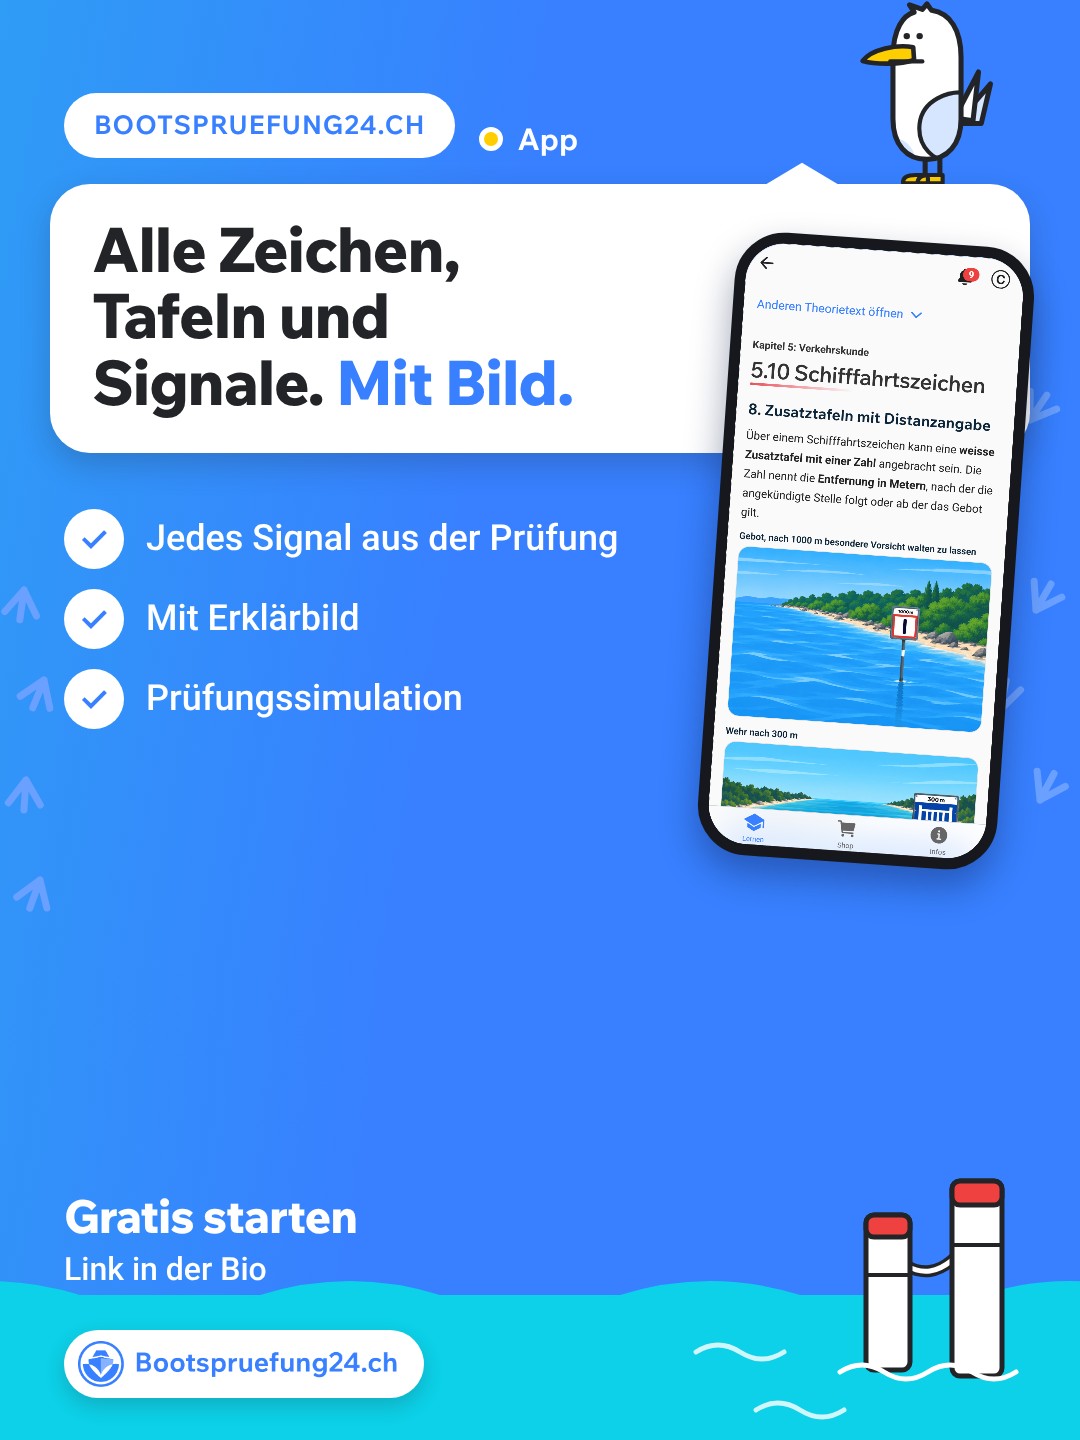 BOOTSPRUEFUNG24.CH
App
Alle Zeichen,
Tafeln und
Signale. Mit Bild.
9
C
Anderen Theorietext öffnen
Kapitel 5: Verkehrskunde
5.10 Schifffahrtszeichen
8. Zusatztafeln mit Distanzangabe
Über einem Schifffahrtszeichen kann eine weisse
Zusatztafel mit einer Zahl angebracht sein. Die
Zahl nennt die Entfernung in Metern, nach der die
angekündigte Stelle folgt oder ab der das Gebot
gilt.
Gebot, nach 1000 m besondere Vorsicht walten zu lassen
1000 m
Wehr nach 300 m
300 m
Lernen
Shop
Infos
Jedes Signal aus der Prüfung
Mit Erklärbild
Prüfungssimulation
Gratis starten
Link in der Bio
Bootspruefung24.ch